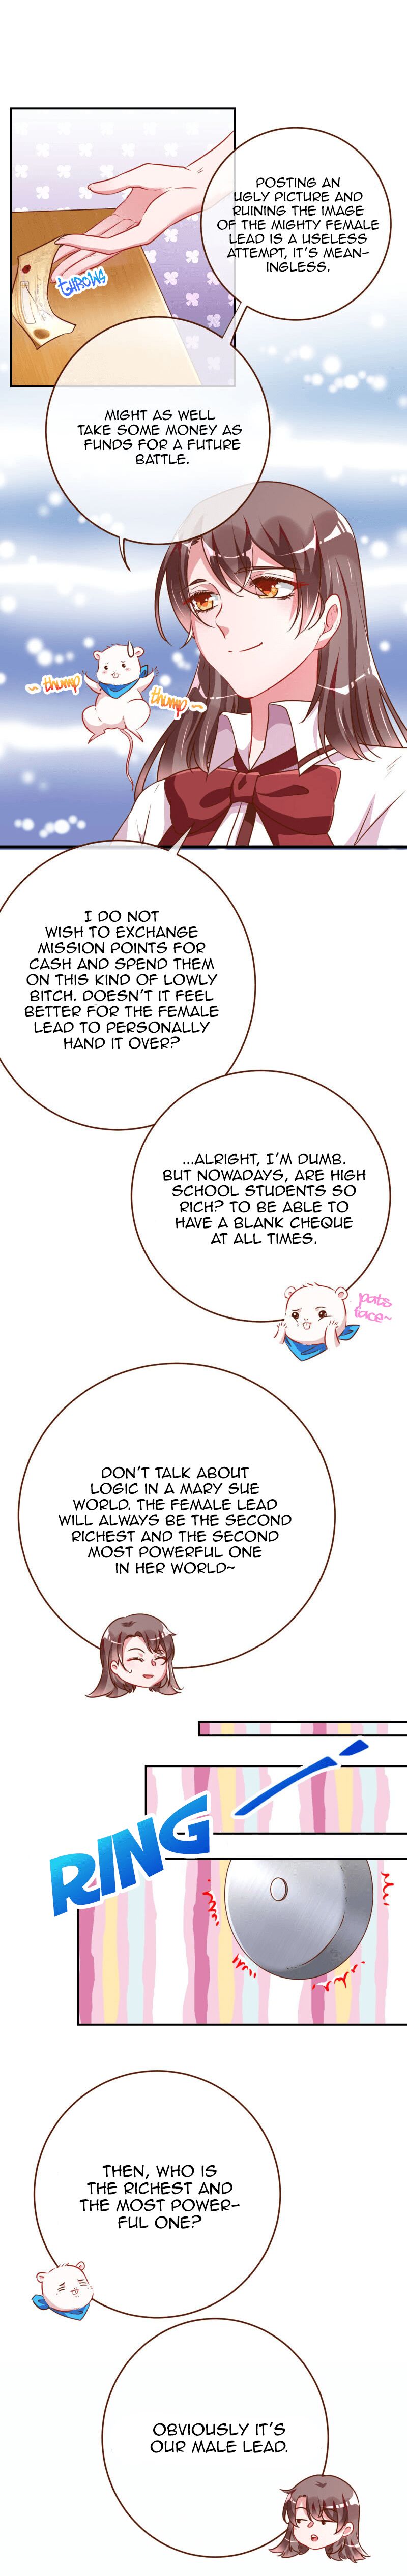 POSTING AN
UGLY PICTURE AND
RUINING THE IMAGE
OF THE MIGHTY FEMALE
LEAD IS A USELESS
ATTEMPT, IT'S MEAN-
INGLESS.
THROWS
MIGHT AS WELL
TAKE SOME MONEY AS
FUNDS FOR A FUTURE
BATTLE.
~ thump
thump ~
I DO NOT
WISH TO EXCHANGE
MISSION POINTS FOR
CASH AND SPEND THEM
ON THIS KIND OF LOWLY
BITCH. DOESN'T IT FEEL
BETTER FOR THE FEMALE
LEAD TO PERSONALLY
HAND IT OVER?
...ALRIGHT, I'M DUMB.
BUT NOWADAYS, ARE HIGH
SCHOOL STUDENTS SO
RICH? TO BE ABLE TO
HAVE A BLANK CHEQUE
AT ALL TIMES.
pats
face~
DON'T TALK ABOUT
LOGIC IN A MARY SUE
WORLD. THE FEMALE LEAD
WILL ALWAYS BE THE SECOND
RICHEST AND THE SECOND
MOST POWERFUL ONE
IN HER WORLD~
RING
THEN, WHO IS
THE RICHEST AND
THE MOST POWER-
FUL ONE?
OBVIOUSLY IT'S
OUR MALE LEAD.